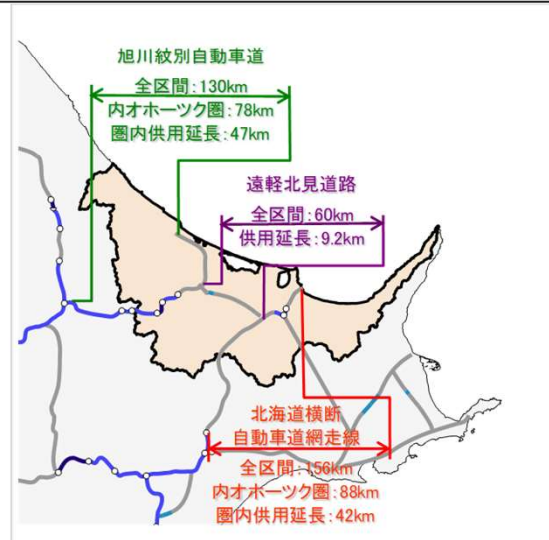 旭川紋別自動車道
全区間:130km
内オホーツク圏:78km
圏内供用延長:47km
遠軽北見道路
全区間:60km
供用延長:9.2km
北海道横断
自動車道網走線
全区間:156km
内オホーツク圏:88km
圏内供用延長:42km